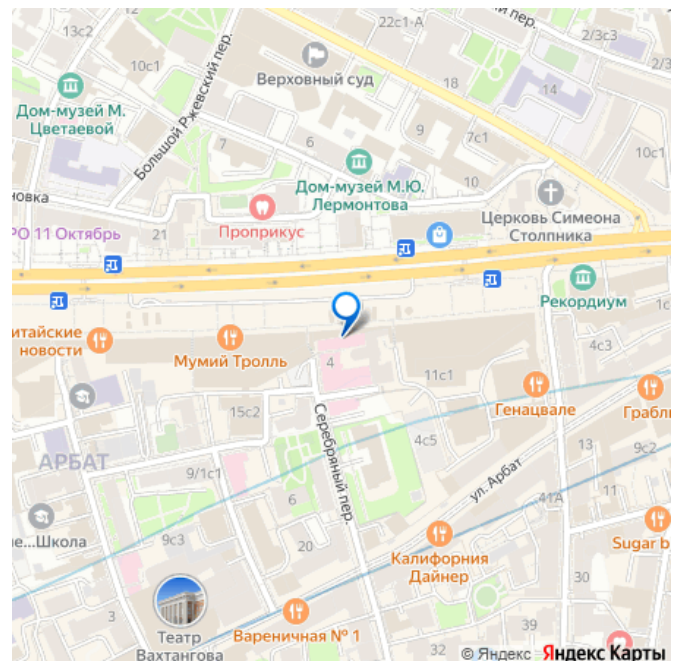 13с2
10с1
22с1-А
пер.
2/3с3
2/3с1
Верховный суд
18
14
Дом-музей М.
Цветаевой
Большой Ржевский пер.
7
6
9
7с1
10с1
Дом-музей М.Ю.
Лермонтова
10
новка
Церковь Симеона
Столпника
РО 11 Октябрь
21
Проприкус
Рекордиум
1с
итайские
новости
Мумий Тролль
4
11с1
4с3
Генацвале
Грабл
15с2
Серебряный пер.
АРБАТ
4с5
13
9с2
9/1с1
ул. Арбат
11
6
41А
е...Школа
9с3
20
Калифорния
Дайнер
Sugar b
30
3
39
Театр
Вахтангова
Вареничная № 1
32
© Яндекс Яндекс Карты